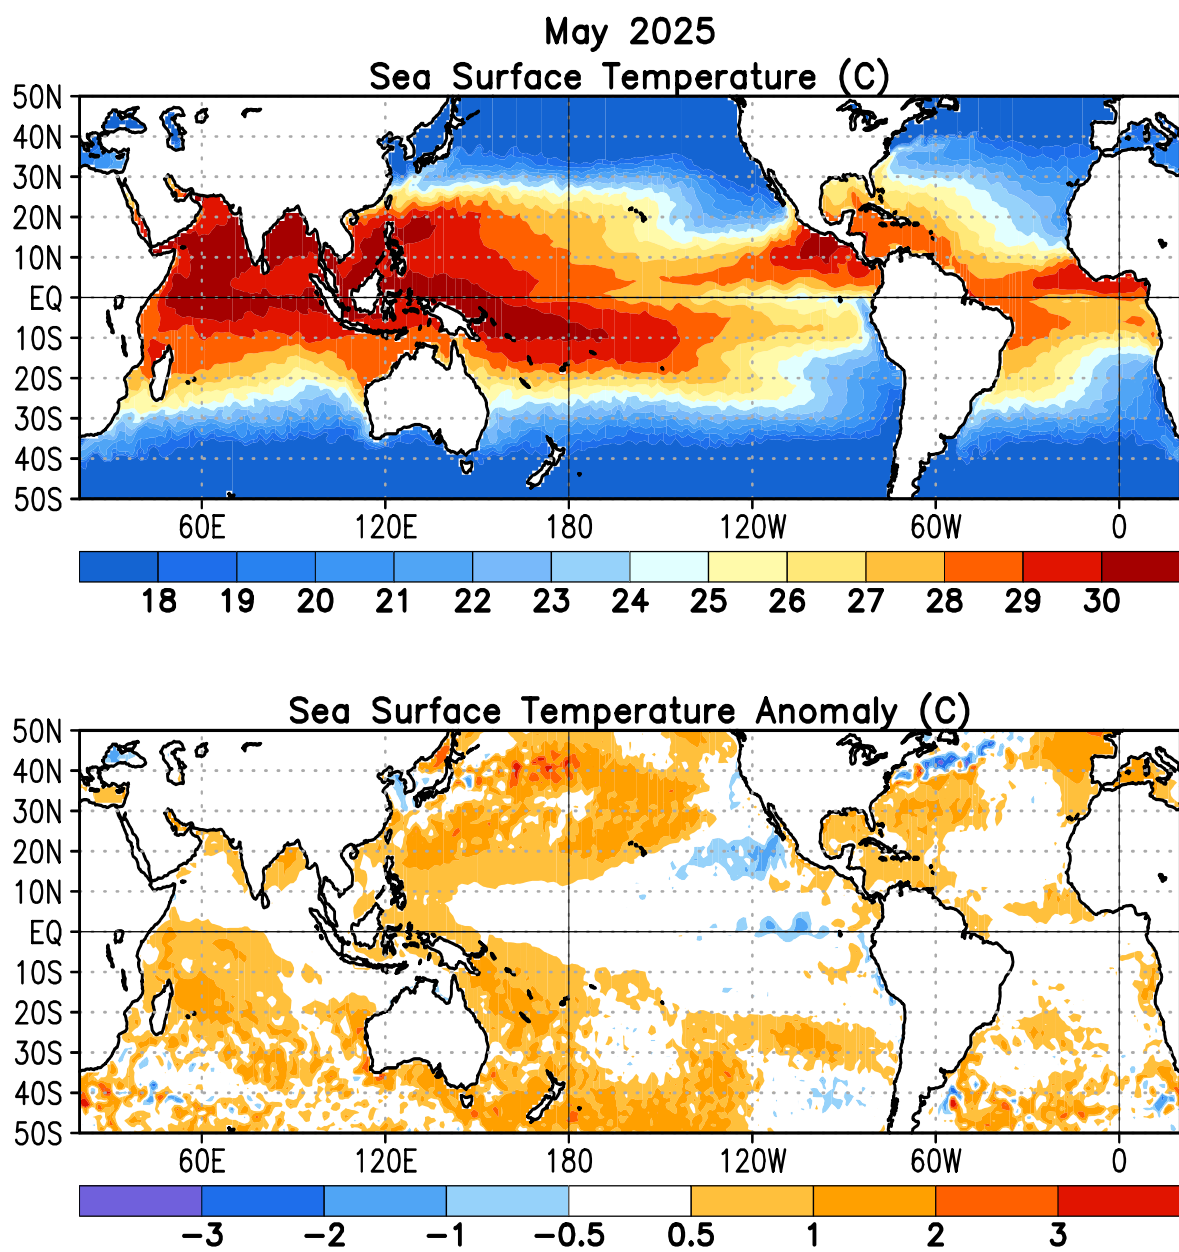 May 2025
Sea Surface Temperature (C)
50N
40N
30N
20N
10N
EQ
10S
20S
30S
40S
50S
60E 120E 180 120W 60W 0
18 19 20 21 22 23 24 25 26 27 28 29 30
Sea Surface Temperature Anomaly (C)
50N
40N
30N
20N
10N
EQ
10S
20S
30S
40S
50S
60E 120E 180 120W 60W 0
-3 -2 -1 -0.5 0.5 1 2 3